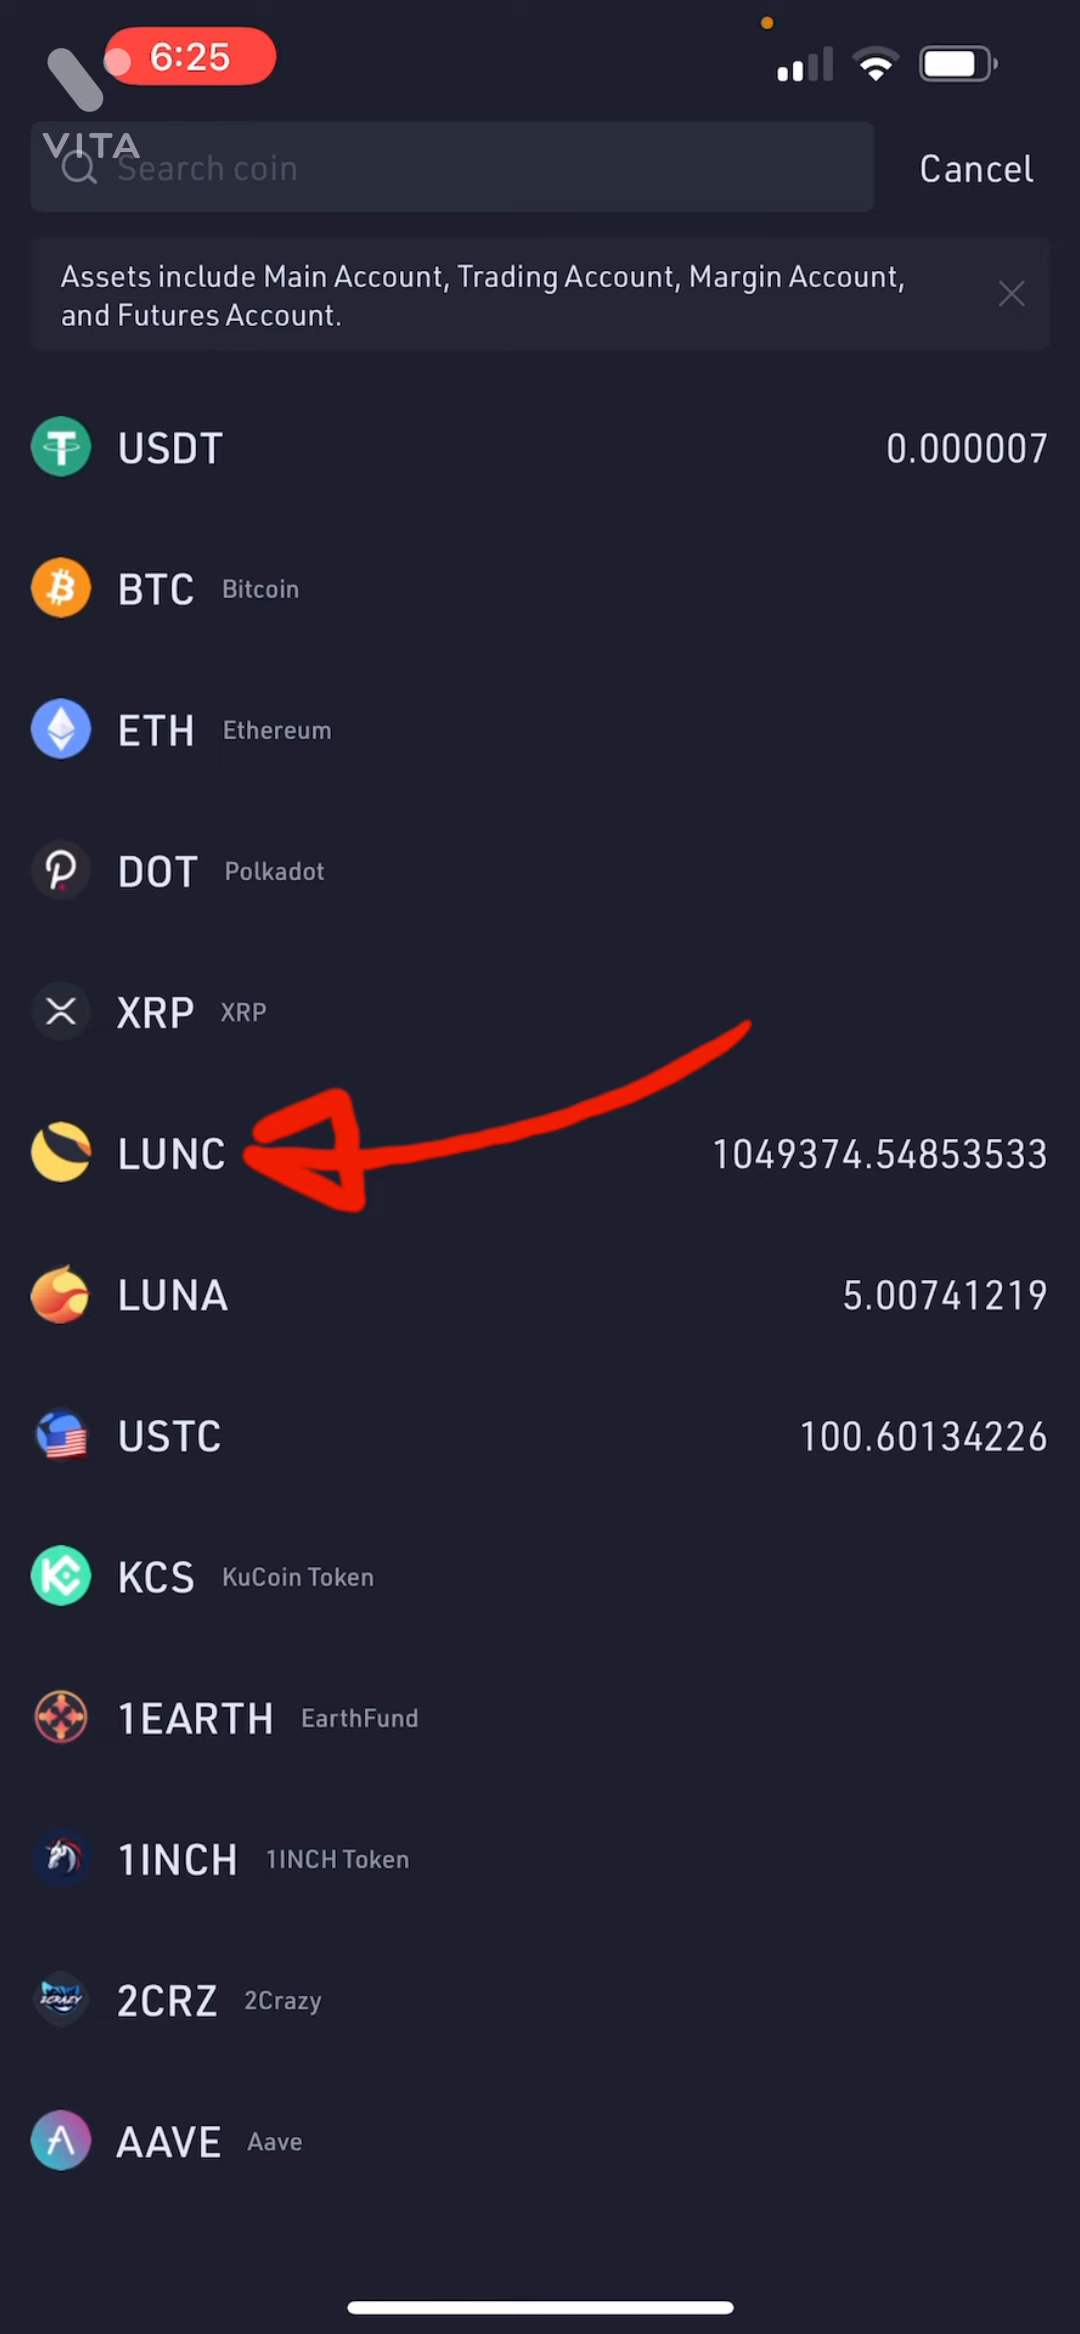 6:25
VITA
Search coin
Cancel
Assets include Main Account, Trading Account, Margin Account,
and Futures Account.
USDT 0.000007
BTC Bitcoin
ETH Ethereum
DOT Polkadot
XRP XRP
LUNC 1049374.54853533
LUNA 5.00741219
USTC 100.60134226
KCS KuCoin Token
1EARTH EarthFund
1INCH 1INCH Token
2CRAZY
2CRZ 2Crazy
AAVE Aave